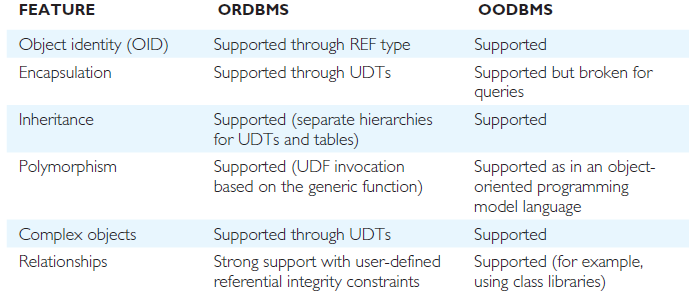 FEATURE ORDBMS OODBMS
Object identity (OID) Supported through REF type Supported
Encapsulation Supported through UDTs Supported but broken for
queries
Inheritance Supported (separate hierarchies Supported
for UDTs and tables)
Polymorphism Supported (UDF invocation Supported as in an object-
based on the generic function) oriented programming
model language
Complex objects Supported through UDTs Supported
Relationships Strong support with user-defined Supported (for example,
referential integrity constraints using class libraries)